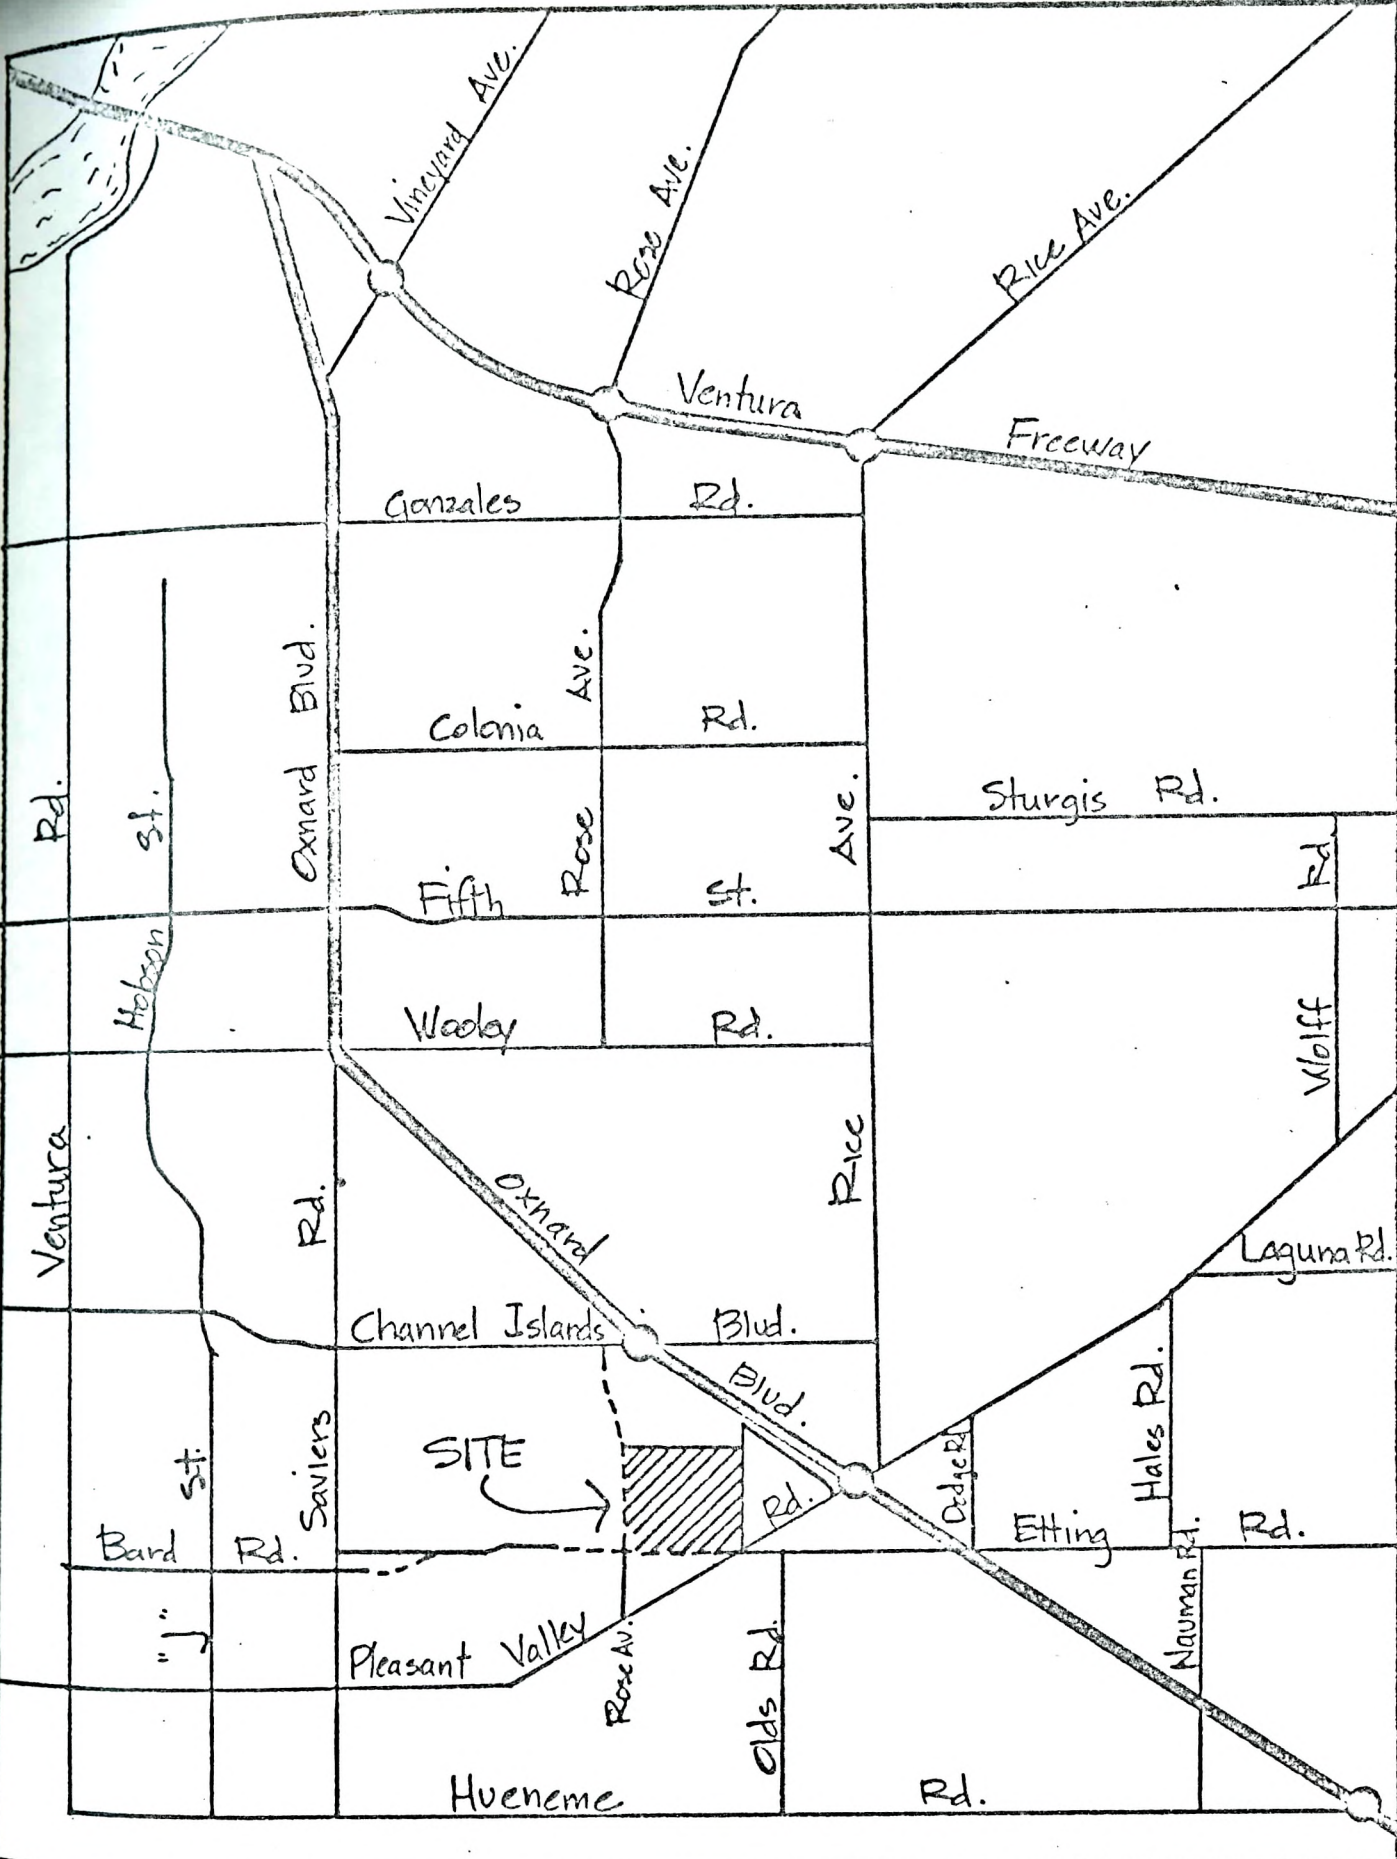 Vineyard Ave.
Rose Ave.
Rice Ave.
Ventura Freeway
Gonzales Rd.
Oxnard Blvd.
Rose Ave.
Colonia Rd.
Ventura Rd.
Hobson St.
Rice Ave.
Sturgis Rd.
Wolff Rd.
Fifth St.
Wooley Rd.
Oxnard Blvd.
Laguna Rd.
Channel Islands Blvd.
Saviers Rd.
SITE
Dodge Rd
Hales Rd.
"J" St.
Bard Rd.
Etting Rd.
Nauman Rd.
Pleasant Valley Rd.
Rose Av.
Olds Rd.
Hueneme Rd.